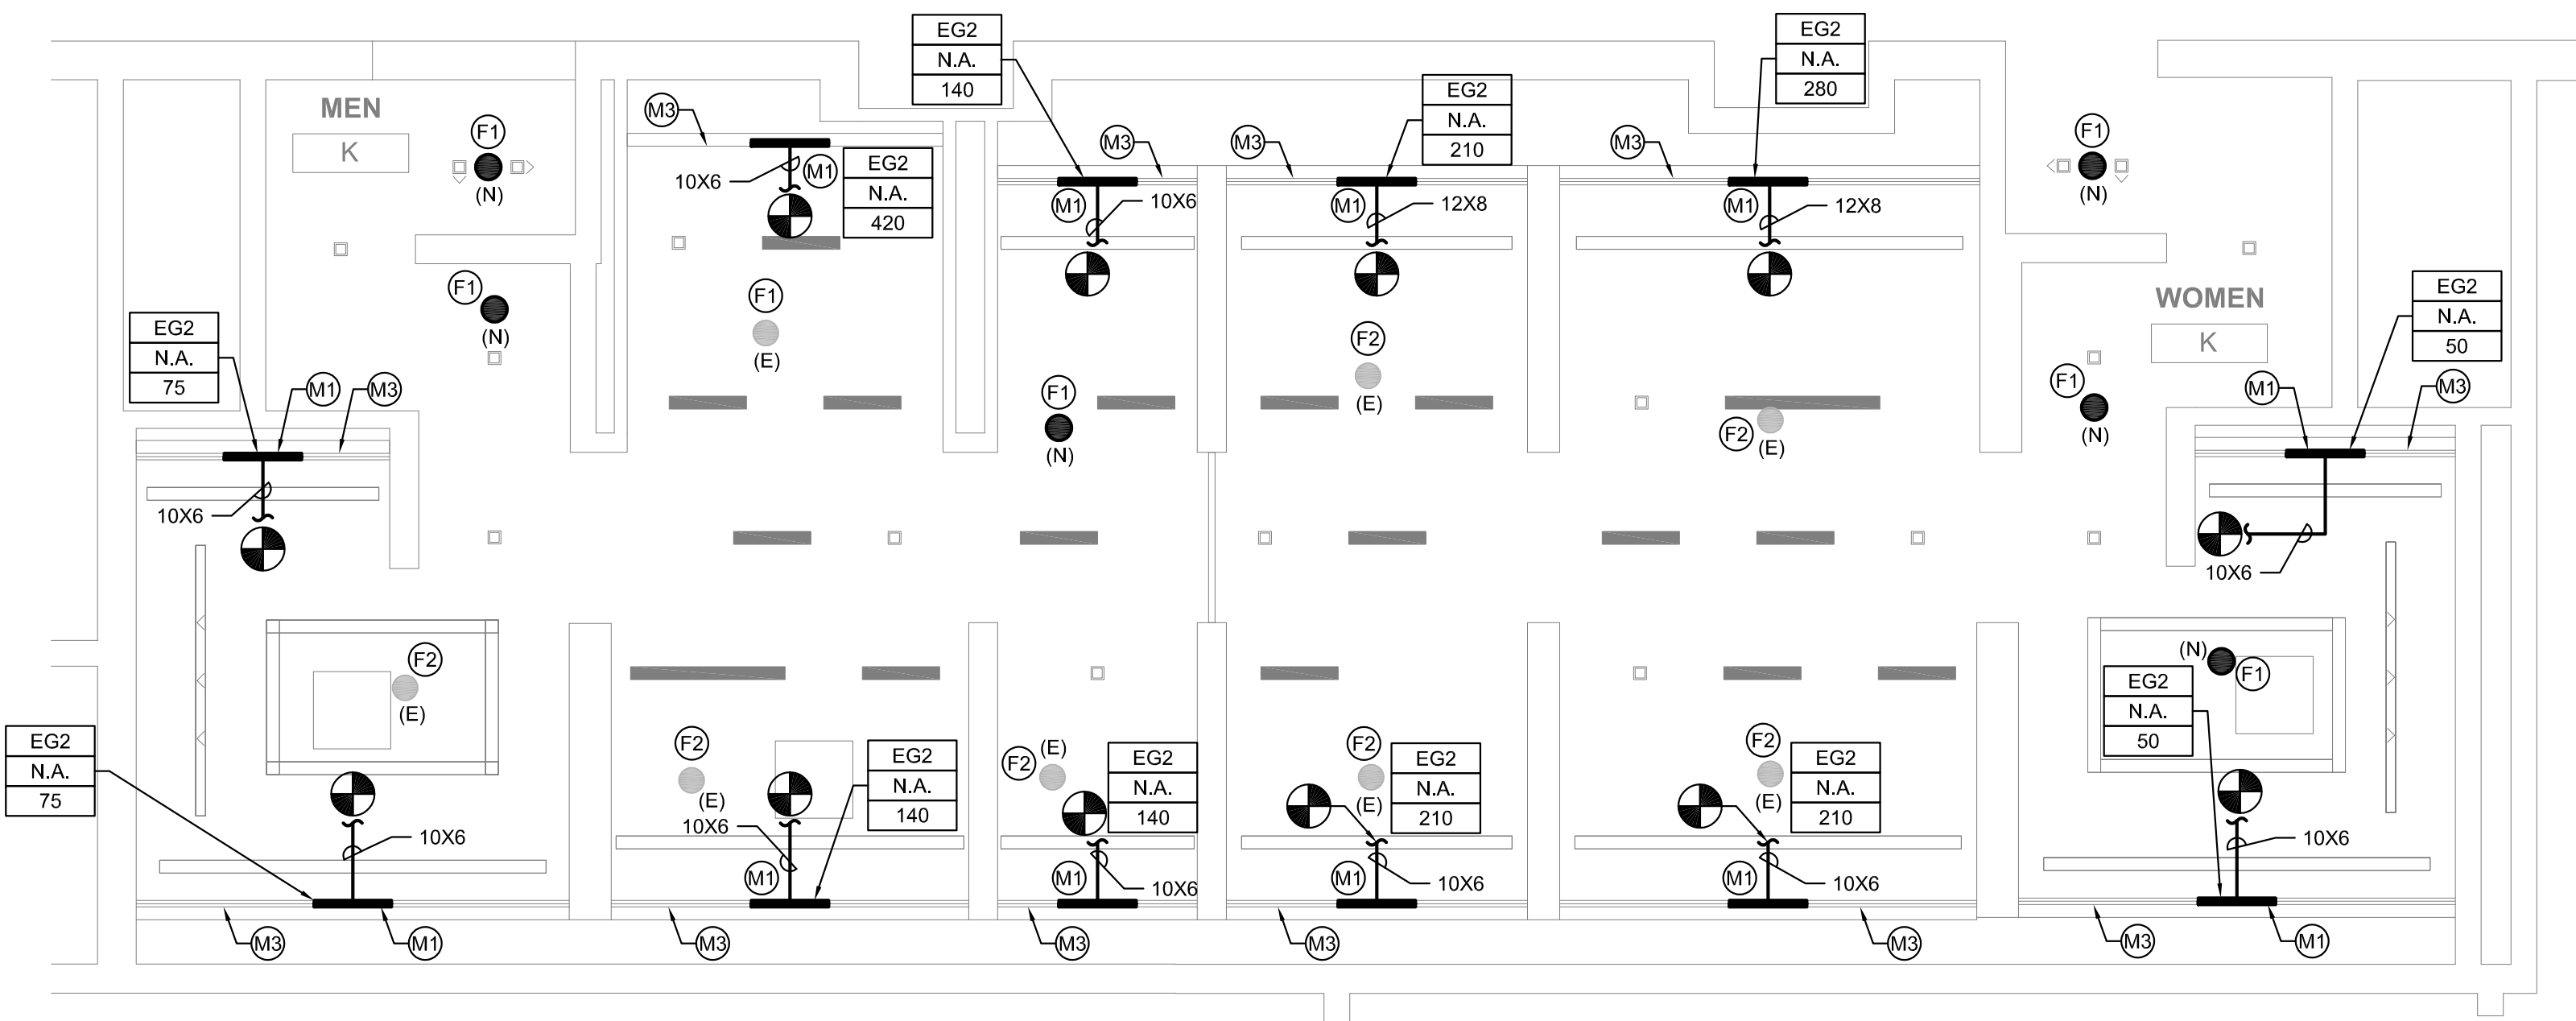 EG2
N.A.
140
EG2
N.A.
280
MEN
K
F1
(N)
M3
10X6
M1
EG2
N.A.
420
M3
M1
10X6
M3
EG2
N.A.
210
M1
12X8
M3
M1
12X8
F1
(N)
F1
(N)
F1
(E)
WOMEN
K
EG2
N.A.
50
EG2
N.A.
75
M1
M3
F1
(N)
F2
(E)
F2
(E)
F1
(N)
M1
M3
10X6
10X6
F2
(E)
(N)
F1
EG2
N.A.
50
EG2
N.A.
75
10X6
F2
(E)
10X6
M1
EG2
N.A.
140
F2
(E)
EG2
N.A.
140
M1
10X6
F2
(E)
EG2
N.A.
210
M1
10X6
F2
(E)
EG2
N.A.
210
M1
10X6
10X6
M3
M1
M3
M3
M3
M3
M3
M1